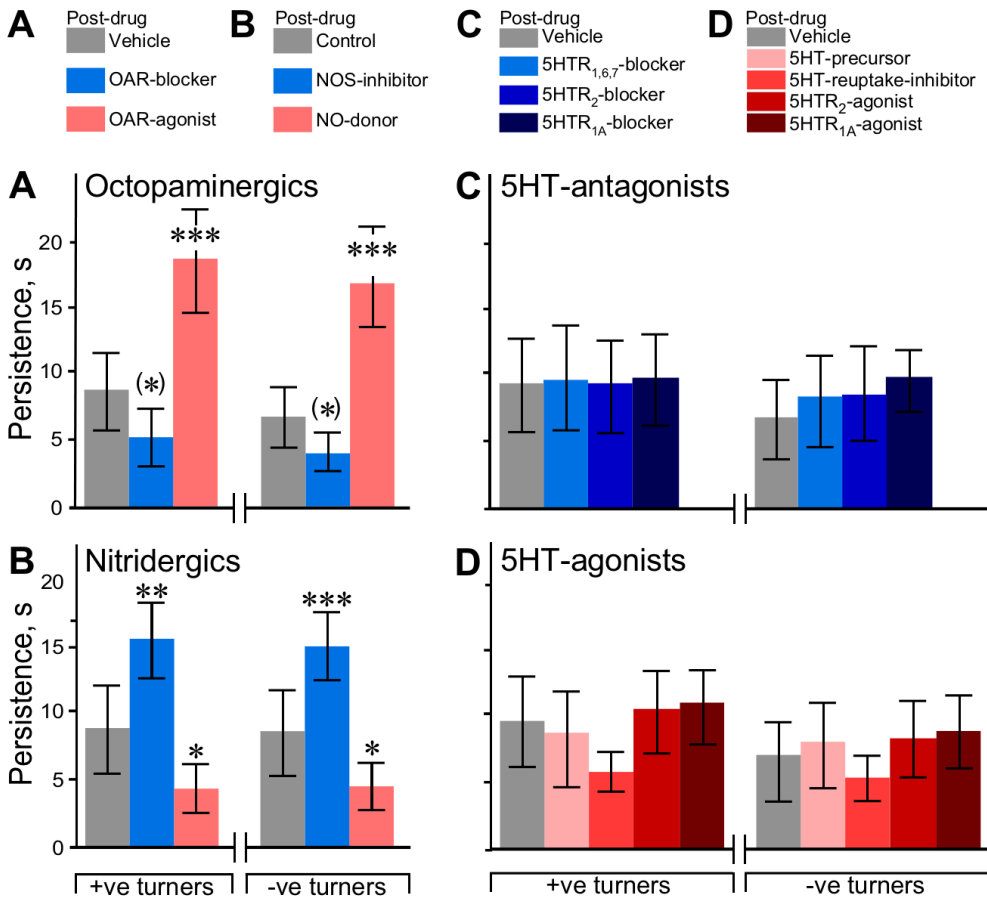 A
Post-drug
Vehicle
OAR-blocker
OAR-agonist
B
Post-drug
Control
NOS-inhibitor
NO-donor
C
Post-drug
Vehicle
5HTR1,6,7-blocker
5HTR2-blocker
5HTR1A-blocker
D
Post-drug
Vehicle
5HT-precursor
5HT-reuptake-inhibitor
5HTR2-agonist
5HTR1A-agonist
A
Octopaminergics
Persistence, s
20
15
10
5
0
(*)
***
(*)
***
C
5HT-antagonists
B
Nitridergics
Persistence, s
20
15
10
5
0
**
*
***
*
+ve turners
-ve turners
D
5HT-agonists
+ve turners
-ve turners